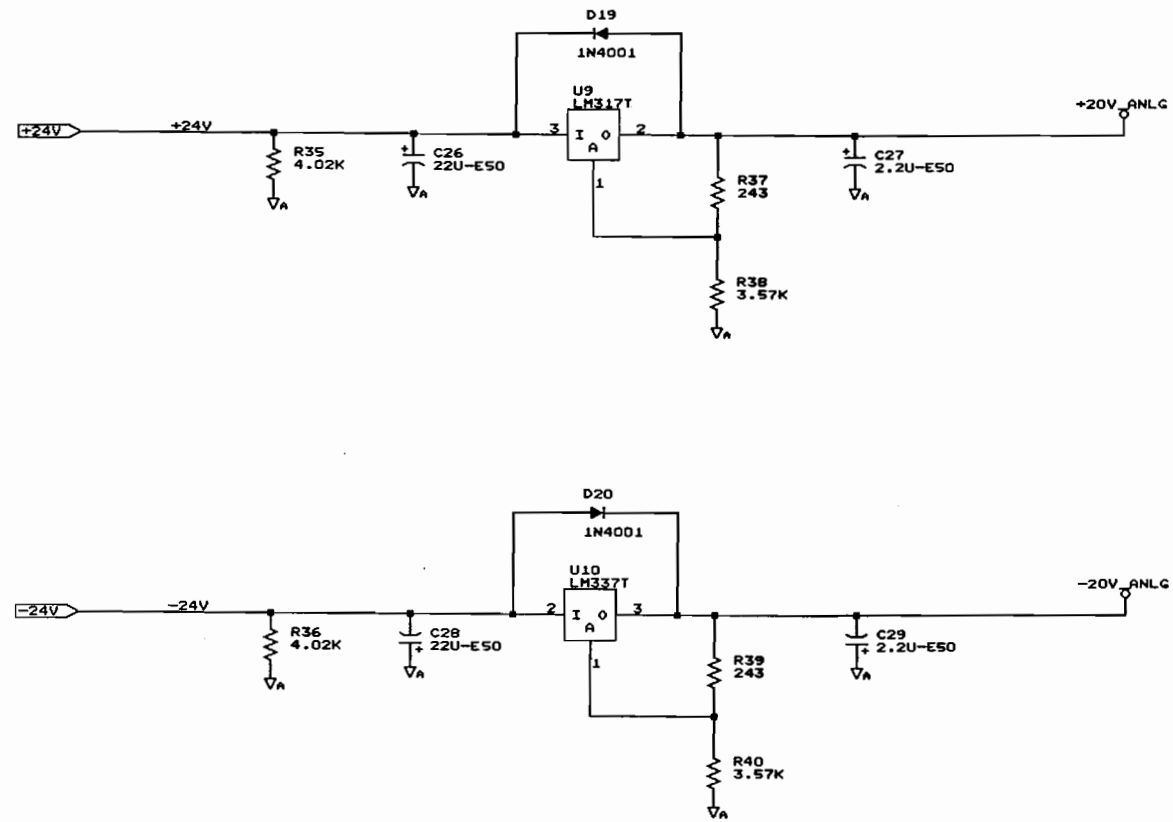 D19
1N4001
U9
LM317T
+24V
+24V
3
I
O
A
2
1
+20V_ANLG
R35
4.02K
A
+
C26
22U-E50
A
R37
243
+
C27
2.2U-E50
A
R38
3.57K
A
D20
1N4001
U10
LM337T
-24V
-24V
2
I
O
A
3
1
-20V_ANLG
R36
4.02K
A
C28
22U-E50
+
A
R39
243
C29
2.2U-E50
+
A
R40
3.57K
A